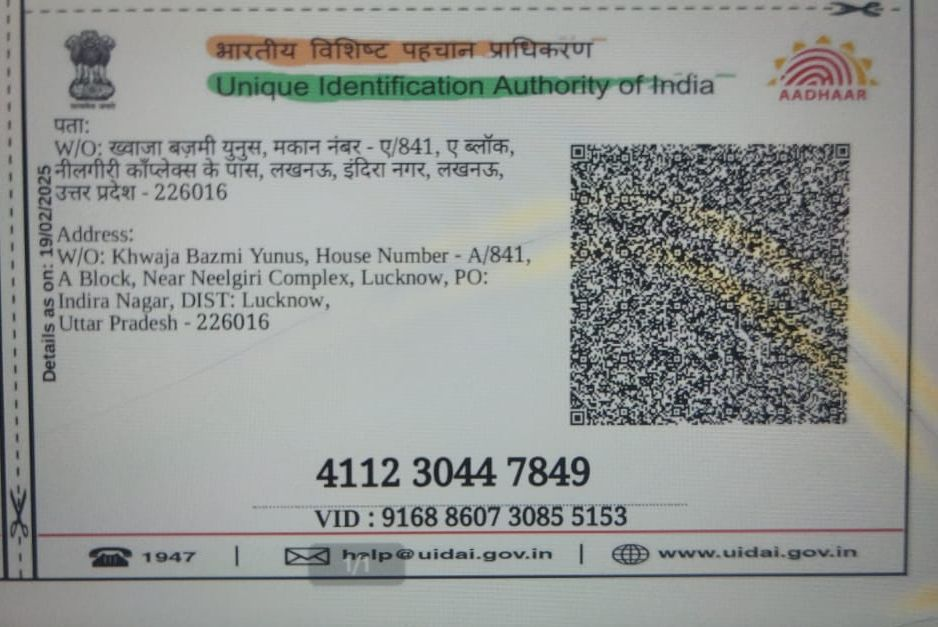 भारतीय विशिष्ट पहचान प्राधिकरण
Unique Identification Authority of India
AADHAAR
पता:
W/O: ख्वाजा बज़मी युनुस, मकान नंबर - ए/841, ए ब्लॉक,
नीलगीरी कॉंप्लेक्स के पास, लखनऊ, इंदिरा नगर, लखनऊ,
उत्तर प्रदेश - 226016
Address:
W/O: Khwaja Bazmi Yunus, House Number - A/841,
A Block, Near Neelgiri Complex, Lucknow, PO:
Indira Nagar, DIST: Lucknow,
Uttar Pradesh - 226016
Details as on: 19/02/2025
4112 3044 7849
VID : 9168 8607 3085 5153
1947 | help@uidai.gov.in | www.uidai.gov.in
1/1